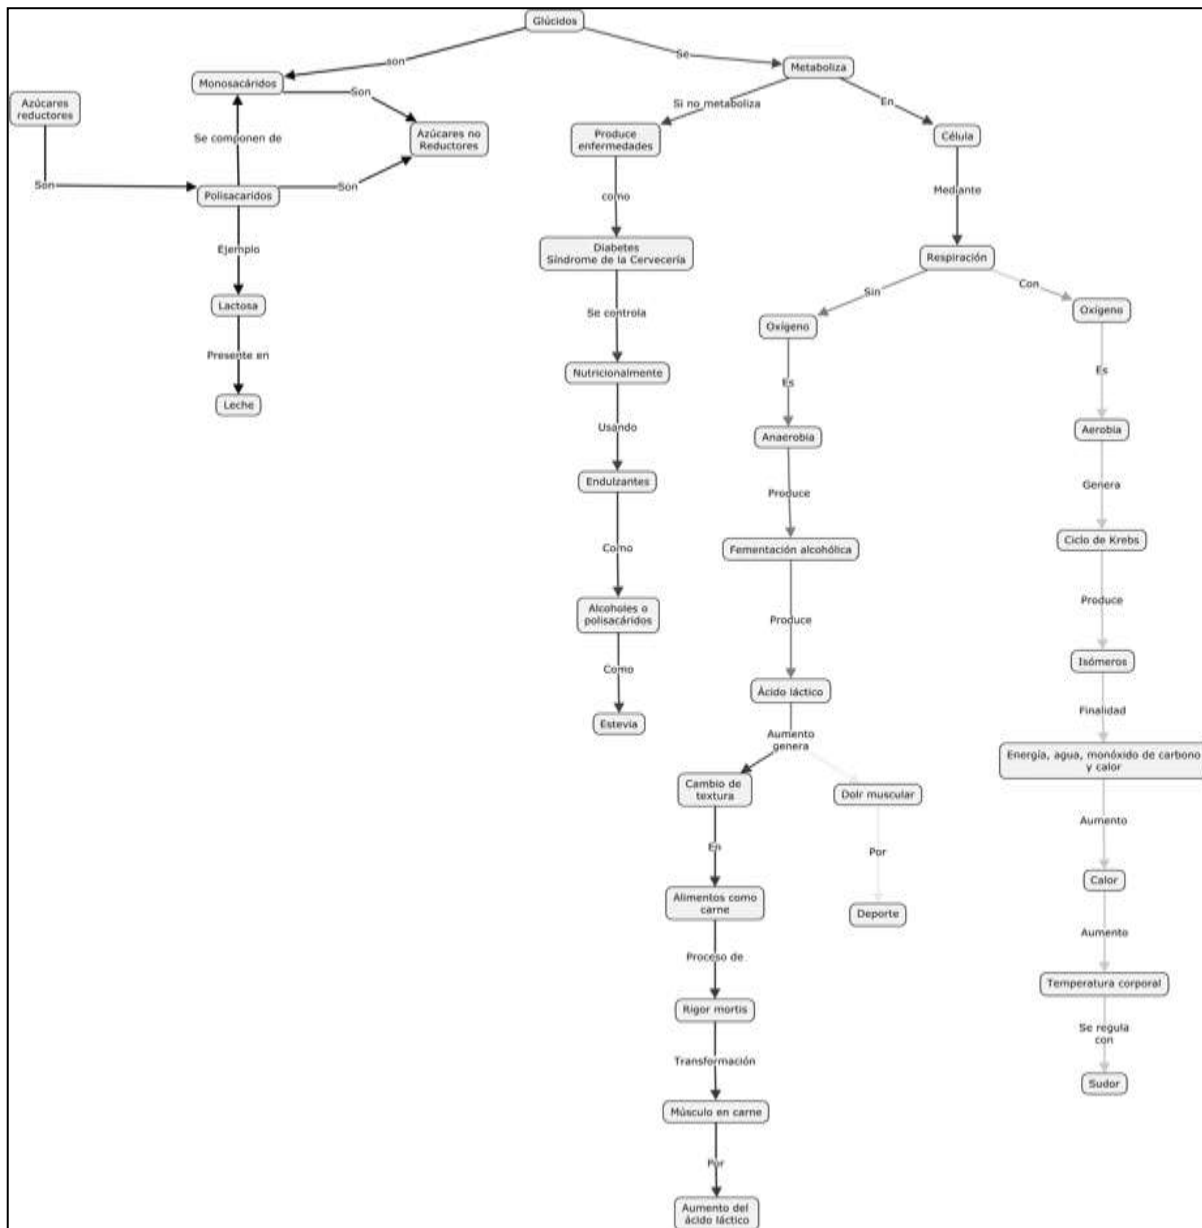 Glúcidos
son
Se
Monosacáridos
Metaboliza
Azúcares
reductores
Son
Si no metaboliza
En
Se componen de
Azúcares no
Reductores
Produce
enfermedades
Célula
Son
Son
Polisacaridos
como
Mediante
Ejemplo
Diabetes
Síndrome de la Cervecería
Respiración
Sin
Con
Lactosa
Se controla
Oxígeno
Oxígeno
Presente en
Nutricionalmente
Es
Es
Leche
Usando
Anaerobia
Aerobia
Endulzantes
Produce
Genera
Como
Fementación alcohólica
Ciclo de Krebs
Alcoholes o
polisacáridos
Produce
Produce
Como
Ácido láctico
Isómeros
Estevia
Aumento
genera
Finalidad
Cambio de
textura
Dolr muscular
Energía, agua, monóxido de carbono
y calor
En
Por
Aumento
Alimentos como
carne
Deporte
Calor
Proceso de
Aumento
Rigor mortis
Temperatura corporal
Transformación
Se regula
con
Músculo en carne
Sudor
Por
Aumento del
ácido láctico